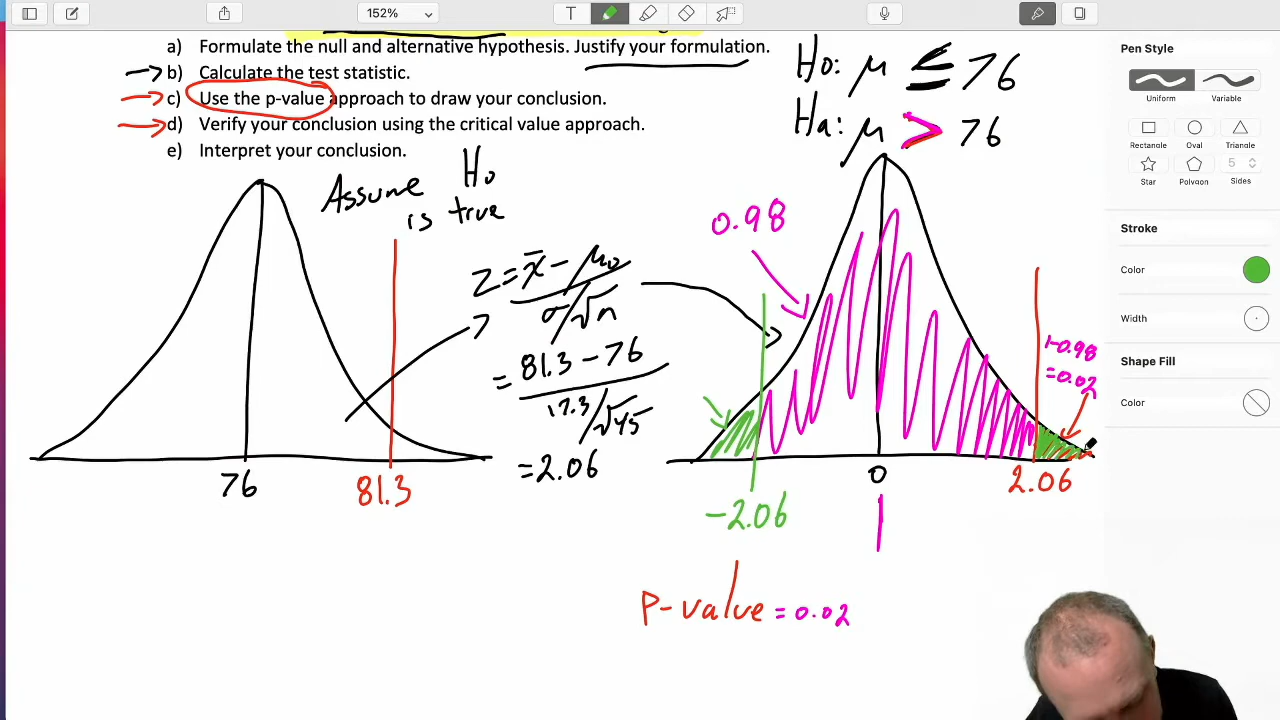 152%
T
a) Formulate the null and alternative hypothesis. Justify your formulation.
b) Calculate the test statistic.
c) Use the p-value approach to draw your conclusion.
d) Verify your conclusion using the critical value approach.
e) Interpret your conclusion.
Ho: μ ≤ 76
Ha: μ > 76
Assume Ho
is true
76
81.3
Z = x̄ - μo
σ/√n
= 81.3 - 76
17.3/√45
= 2.06
0.98
1-0.98
=0.02
-2.06
0
2.06
P-value = 0.02
Pen Style
Uniform
Variable
Rectangle
Oval
Triangle
Star
Polygon
5
Sides
Stroke
Color
Width
Shape Fill
Color